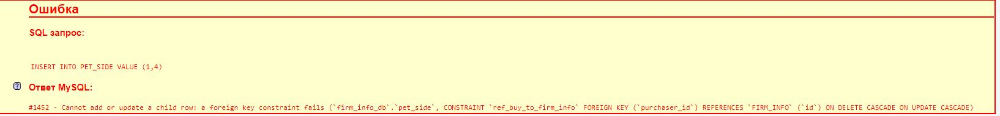 Ошибка
SQL запрос:
INSERT INTO PET_SIDE VALUE (1,4)
Ответ MySQL:
#1452 - Cannot add or update a child row: a foreign key constraint fails (`firm_info_db`.`pet_side`, CONSTRAINT `ref_buy_to_firm_info` FOREIGN KEY (`purchaser_id`) REFERENCES `FIRM_INFO` (`id`) ON DELETE CASCADE ON UPDATE CASCADE)